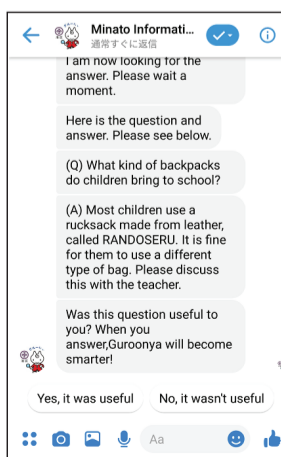 Minato Informati...
通常すぐに返信
I am now looking for the
answer. Please wait a
moment.
Here is the question and
answer. Please see below.
(Q) What kind of backpacks
do children bring to school?
(A) Most children use a
rucksack made from leather,
called RANDOSERU. It is fine
for them to use a different
type of bag. Please discuss
this with the teacher.
Was this question useful to
you? When you
answer,Guroonya will become
smarter!
Yes, it was useful No, it wasn't useful
Aa